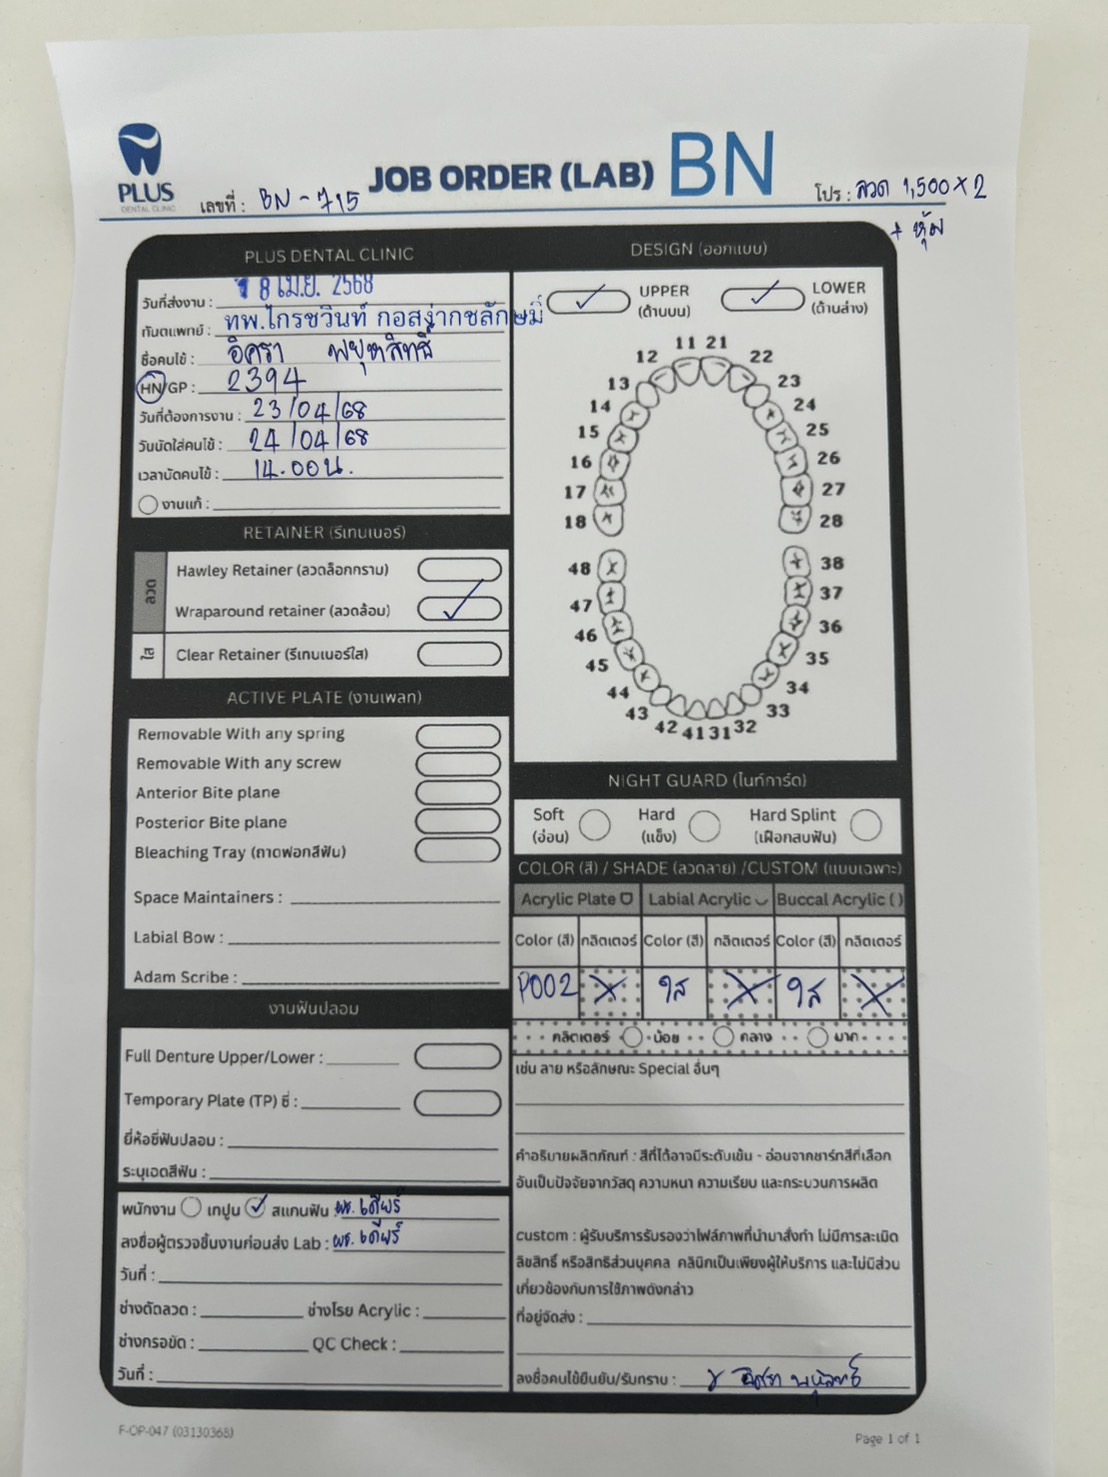 PLUS
DENTAL CLINIC
เลขที่ : BN - 715
JOB ORDER (LAB) BN
โปร : ลวด 1,500 x 2
+ หุ้ม
PLUS DENTAL CLINIC
วันที่ส่งงาน : 18 เม.ย. 2568
ทันตแพทย์ : ทพ.ไกรชวินท์ กอสง่ากชลักษมิ์
ชื่อคนไข้ : อิศรา พยุหสิทธิ์
HN/GP : 2394
วันที่ต้องการงาน : 23/04/68
วันนัดใส่คนไข้ : 24/04/68
เวลานัดคนไข้ : 14.00น.
งานแก้ :
RETAINER (รีเทนเนอร์)
ลวด
Hawley Retainer (ลวดล็อกกราม)
Wraparound retainer (ลวดล้อม)
ใส
Clear Retainer (รีเทนเนอร์ใส)
ACTIVE PLATE (งานเพลท)
Removable With any spring
Removable With any screw
Anterior Bite plane
Posterior Bite plane
Bleaching Tray (ถาดฟอกสีฟัน)
Space Maintainers :
Labial Bow :
Adam Scribe :
งานฟันปลอม
Full Denture Upper/Lower :
Temporary Plate (TP) ซี่ :
ยี่ห้อซี่ฟันปลอม :
ระบุเฉดสีฟัน :
พนักงาน เทปูน สแกนฟัน ผช. เดียร์
ลงชื่อผู้ตรวจชิ้นงานก่อนส่ง Lab : ผช. เดียร์
วันที่ :
ช่างดัดลวด : ช่างโรย Acrylic :
ช่างกรอขัด : QC Check :
วันที่ :
DESIGN (ออกแบบ)
UPPER
(ด้านบน)
LOWER
(ด้านล่าง)
11 21
12 22
13 23
14 24
15 25
16 26
17 27
18 28
48 38
47 37
46 36
45 35
44 34
43 33
42 41 31 32
NIGHT GUARD (ไนท์การ์ด)
Soft
(อ่อน)
Hard
(แข็ง)
Hard Splint
(เฝือกสบฟัน)
COLOR (สี) / SHADE (ลวดลาย) /CUSTOM (แบบเฉพาะ)
Acrylic Plate Labial Acrylic Buccal Acrylic ( )
Color (สี) กลิตเตอร์ Color (สี) กลิตเตอร์ Color (สี) กลิตเตอร์
P002 ใส ใส
กลิตเตอร์ น้อย กลาง มาก
เช่น ลาย หรือลักษณะ Special อื่นๆ
คำอธิบายผลิตภัณฑ์ : สีที่ได้อาจมีระดับเข้ม - อ่อนจากชาร์ทสีที่เลือก
อันเป็นปัจจัยจากวัสดุ ความหนา ความเรียบ และกระบวนการผลิต
custom : ผู้รับบริการรับรองว่าไฟล์ภาพที่นำมาสั่งทำ ไม่มีการละเมิด
ลิขสิทธิ์ หรือสิทธิส่วนบุคคล คลินิกเป็นเพียงผู้ให้บริการ และไม่มีส่วน
เกี่ยวข้องกับการใช้ภาพดังกล่าว
ที่อยู่จัดส่ง :
ลงชื่อคนไข้ยืนยัน/รับทราบ : อิศรา พยุหสิทธิ์
F-OP-047 (03130368)
Page 1 of 1